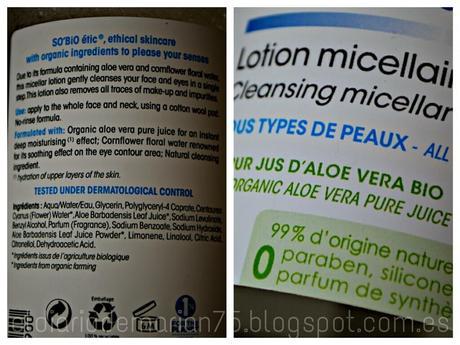 SO'BiO étic®, ethical skincare
with organic ingredients to please your senses
Due to its formula containing aloe vera and cornflower floral water,
this micellar lotion gently cleanses your face and eyes in a single
step. This lotion also removes all traces of make-up and impurities.
Use: apply to the whole face and neck, using a cotton wool pad.
No-rinse formula.
Formulated with: Organic aloe vera pure juice for an instant
deep moisturising (1) effect; Cornflower floral water renowned
for its soothing effect on the eye contour area; Natural cleansing
ingredient.
(1) hydration of upper layers of the skin.
TESTED UNDER DERMATOLOGICAL CONTROL
Ingrédients: Aqua/Water/Eau, Glycerin, Polyglyceryl-4 Caprate, Centaurea
Cyanus (Flower) Water*, Aloe Barbadensis Leaf Juice*, Sodium Levulinate,
Benzyl Alcohol, Parfum (Fragrance), Sodium Benzoate, Sodium Hydroxide,
Aloe Barbadensis Leaf Juice Powder*, Limonene, Linalool, Citric Acid,
Citronellol, Dehydroacetic Acid.
* Ingrédients issus de l'agriculture biologique
* Ingredients from organic farming
Emballage
100 %
1
Lotion micellair
Cleansing micellar
OUS TYPES DE PEAUX - ALL
UR JUS D'ALOE VERA BIO
ORGANIC ALOE VERA PURE JUICE
99% d'origine nature
0 paraben, silicone
parfum de synthè
eldiariodemarian75.blogspot.com.es